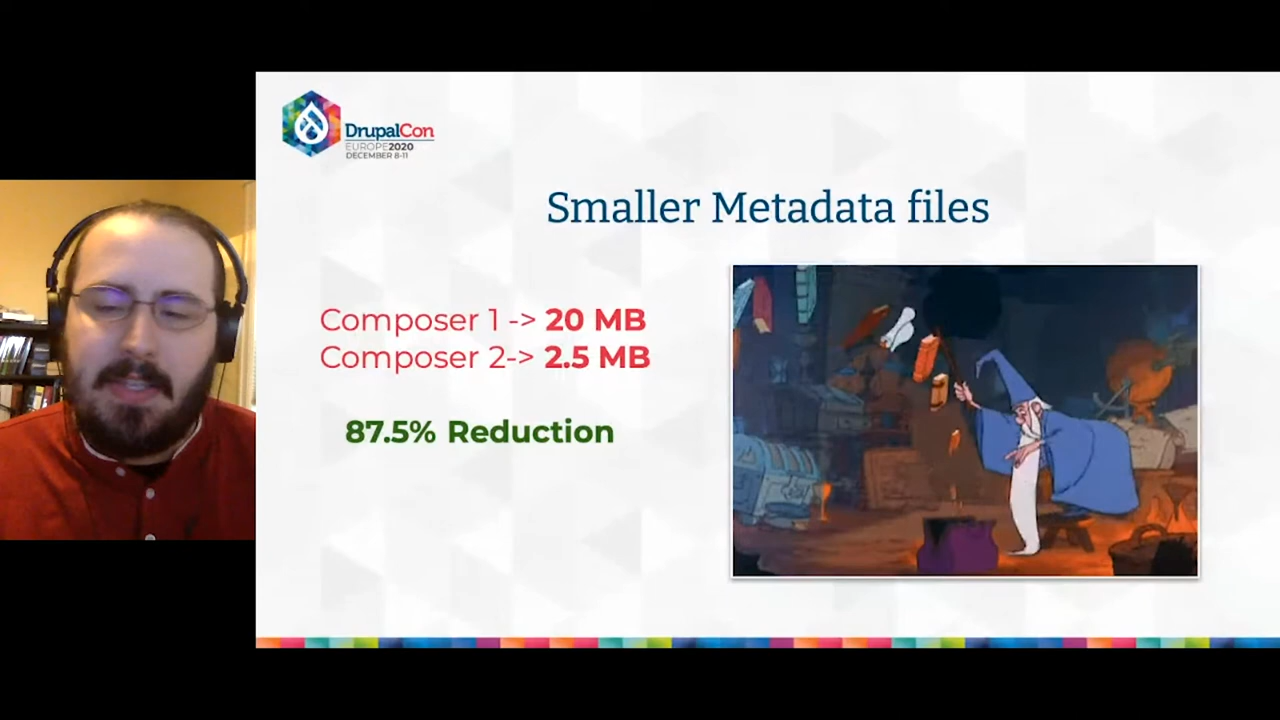 DrupalCon
EUROPE2020
DECEMBER 8-11
Smaller Metadata files
Composer 1 -> 20 MB
Composer 2-> 2.5 MB
87.5% Reduction